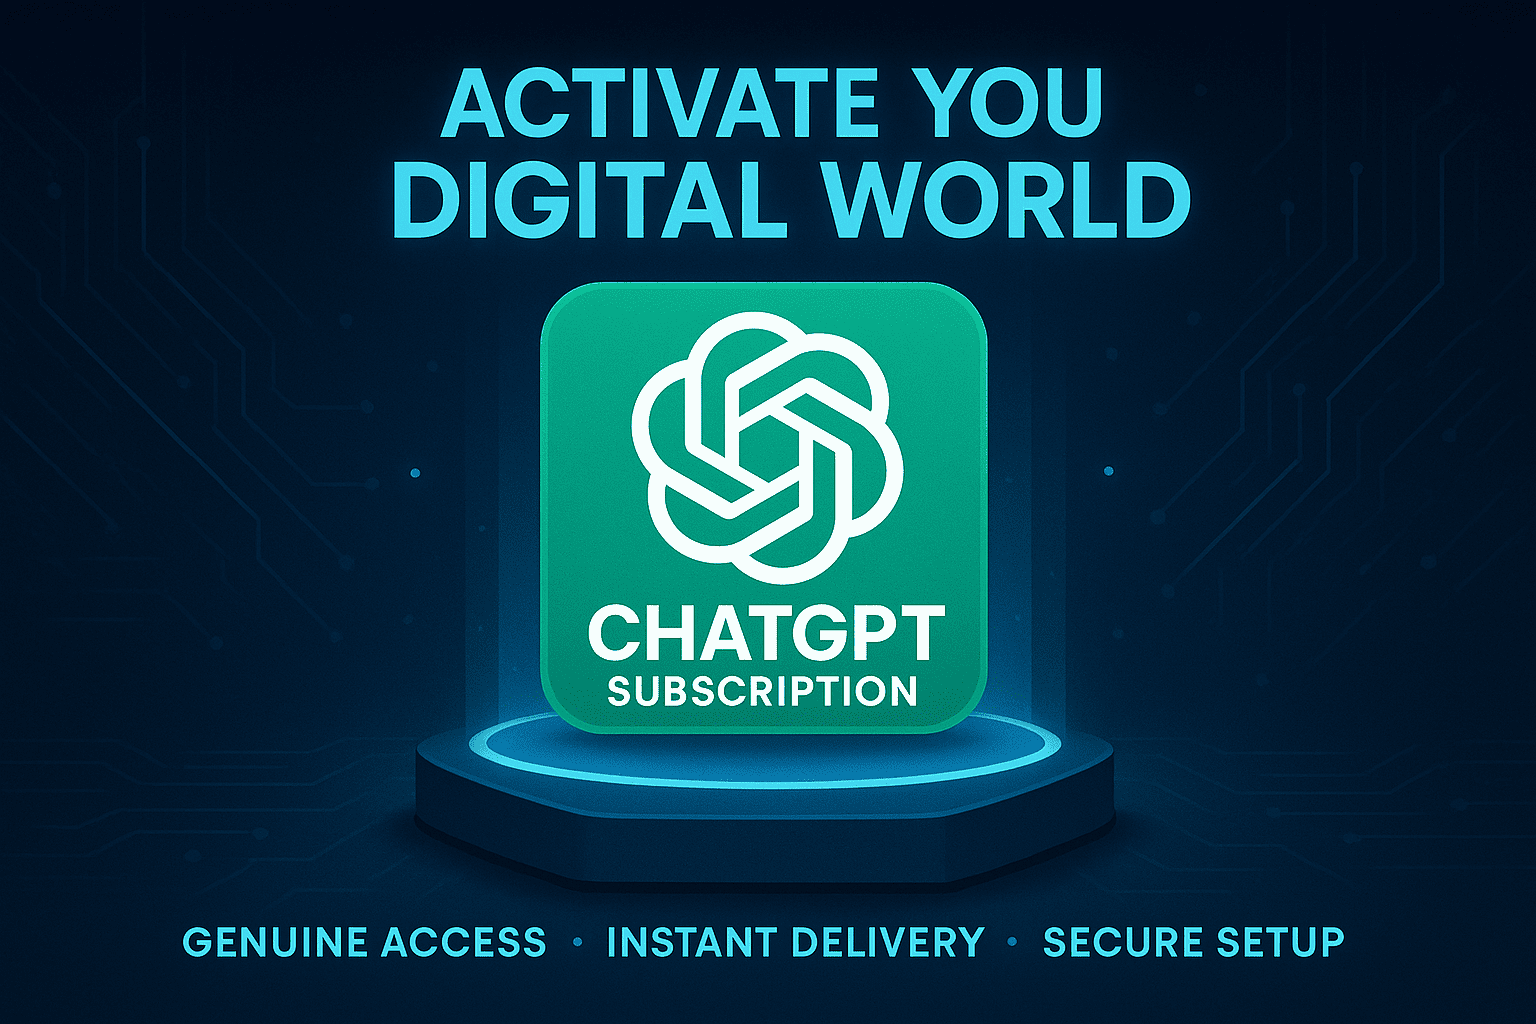 ACTIVATE YOU
DIGITAL WORLD
CHATGPT
SUBSCRIPTION
GENUINE ACCESS • INSTANT DELIVERY • SECURE SETUP